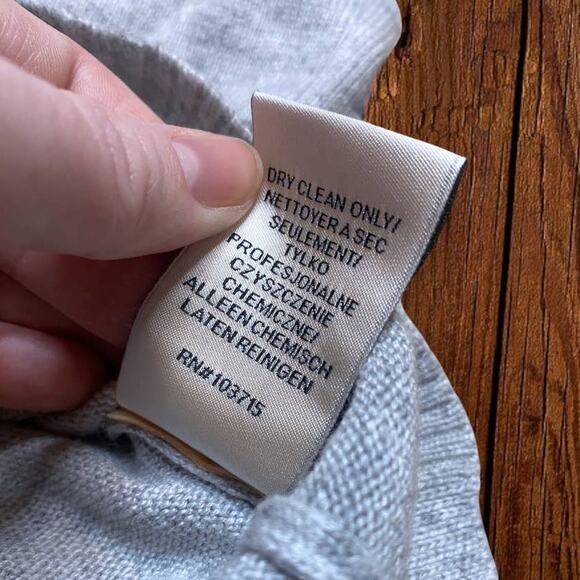 DRY CLEAN ONLY/
NETTOYER A SEC
SEULEMENT/
TYLKO
PROFESJONALNE
CZYSZCZENIE
CHEMICZNE/
ALLEEN CHEMISCH
LATEN REINIGEN
RN#103715